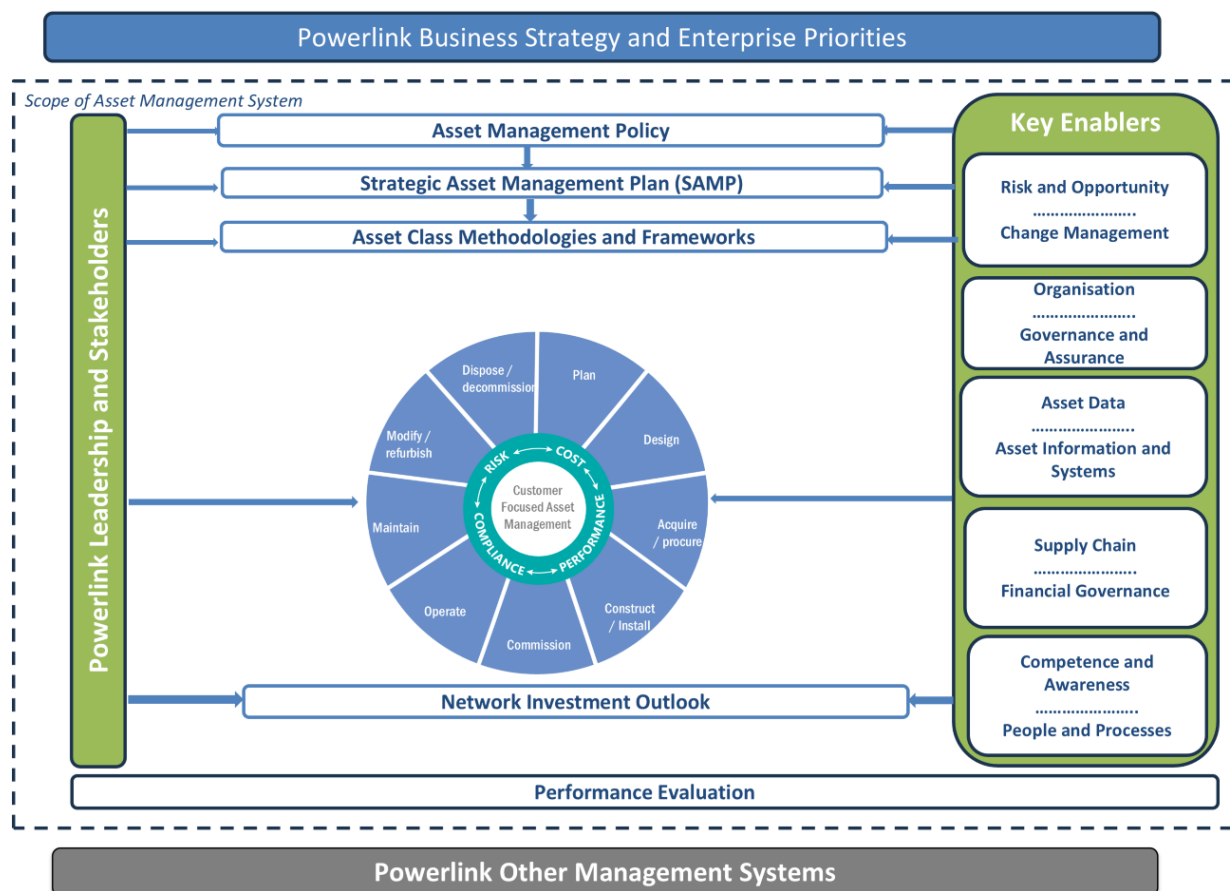 Powerlink Business Strategy and Enterprise Priorities
Scope of Asset Management System
Powerlink Leadership and Stakeholders
Asset Management Policy
Strategic Asset Management Plan (SAMP)
Asset Class Methodologies and Frameworks
Dispose /
decommission
Plan
Design
Acquire
/ procure
Construct
/ Install
Commission
Operate
Maintain
Modify /
refurbish
RISK
COST
PERFORMANCE
COMPLIANCE
Customer
Focused Asset
Management
Network Investment Outlook
Key Enablers
Risk and Opportunity
…………………..
Change Management
Organisation
…………………..
Governance and
Assurance
Asset Data
…………………..
Asset Information and
Systems
Supply Chain
…………………..
Financial Governance
Competence and
Awareness
…………………..
People and Processes
Performance Evaluation
Powerlink Other Management Systems